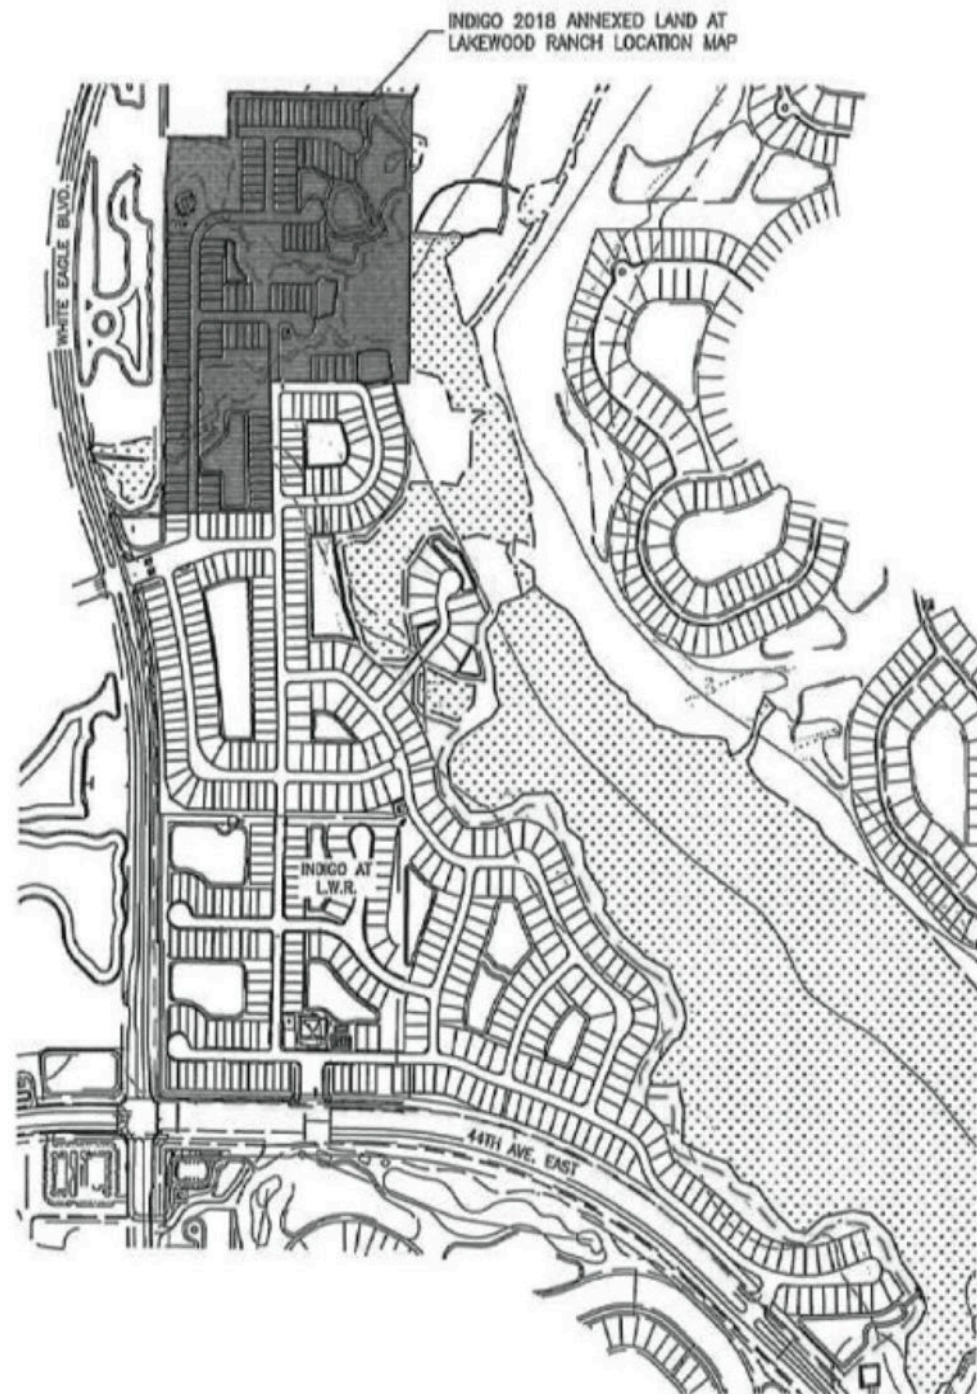 INDIGO 2018 ANNEXED LAND AT
LAKEWOOD RANCH LOCATION MAP
WHITE EAGLE BLVD.
INDIGO AT
L.W.R.
44TH AVE. EAST